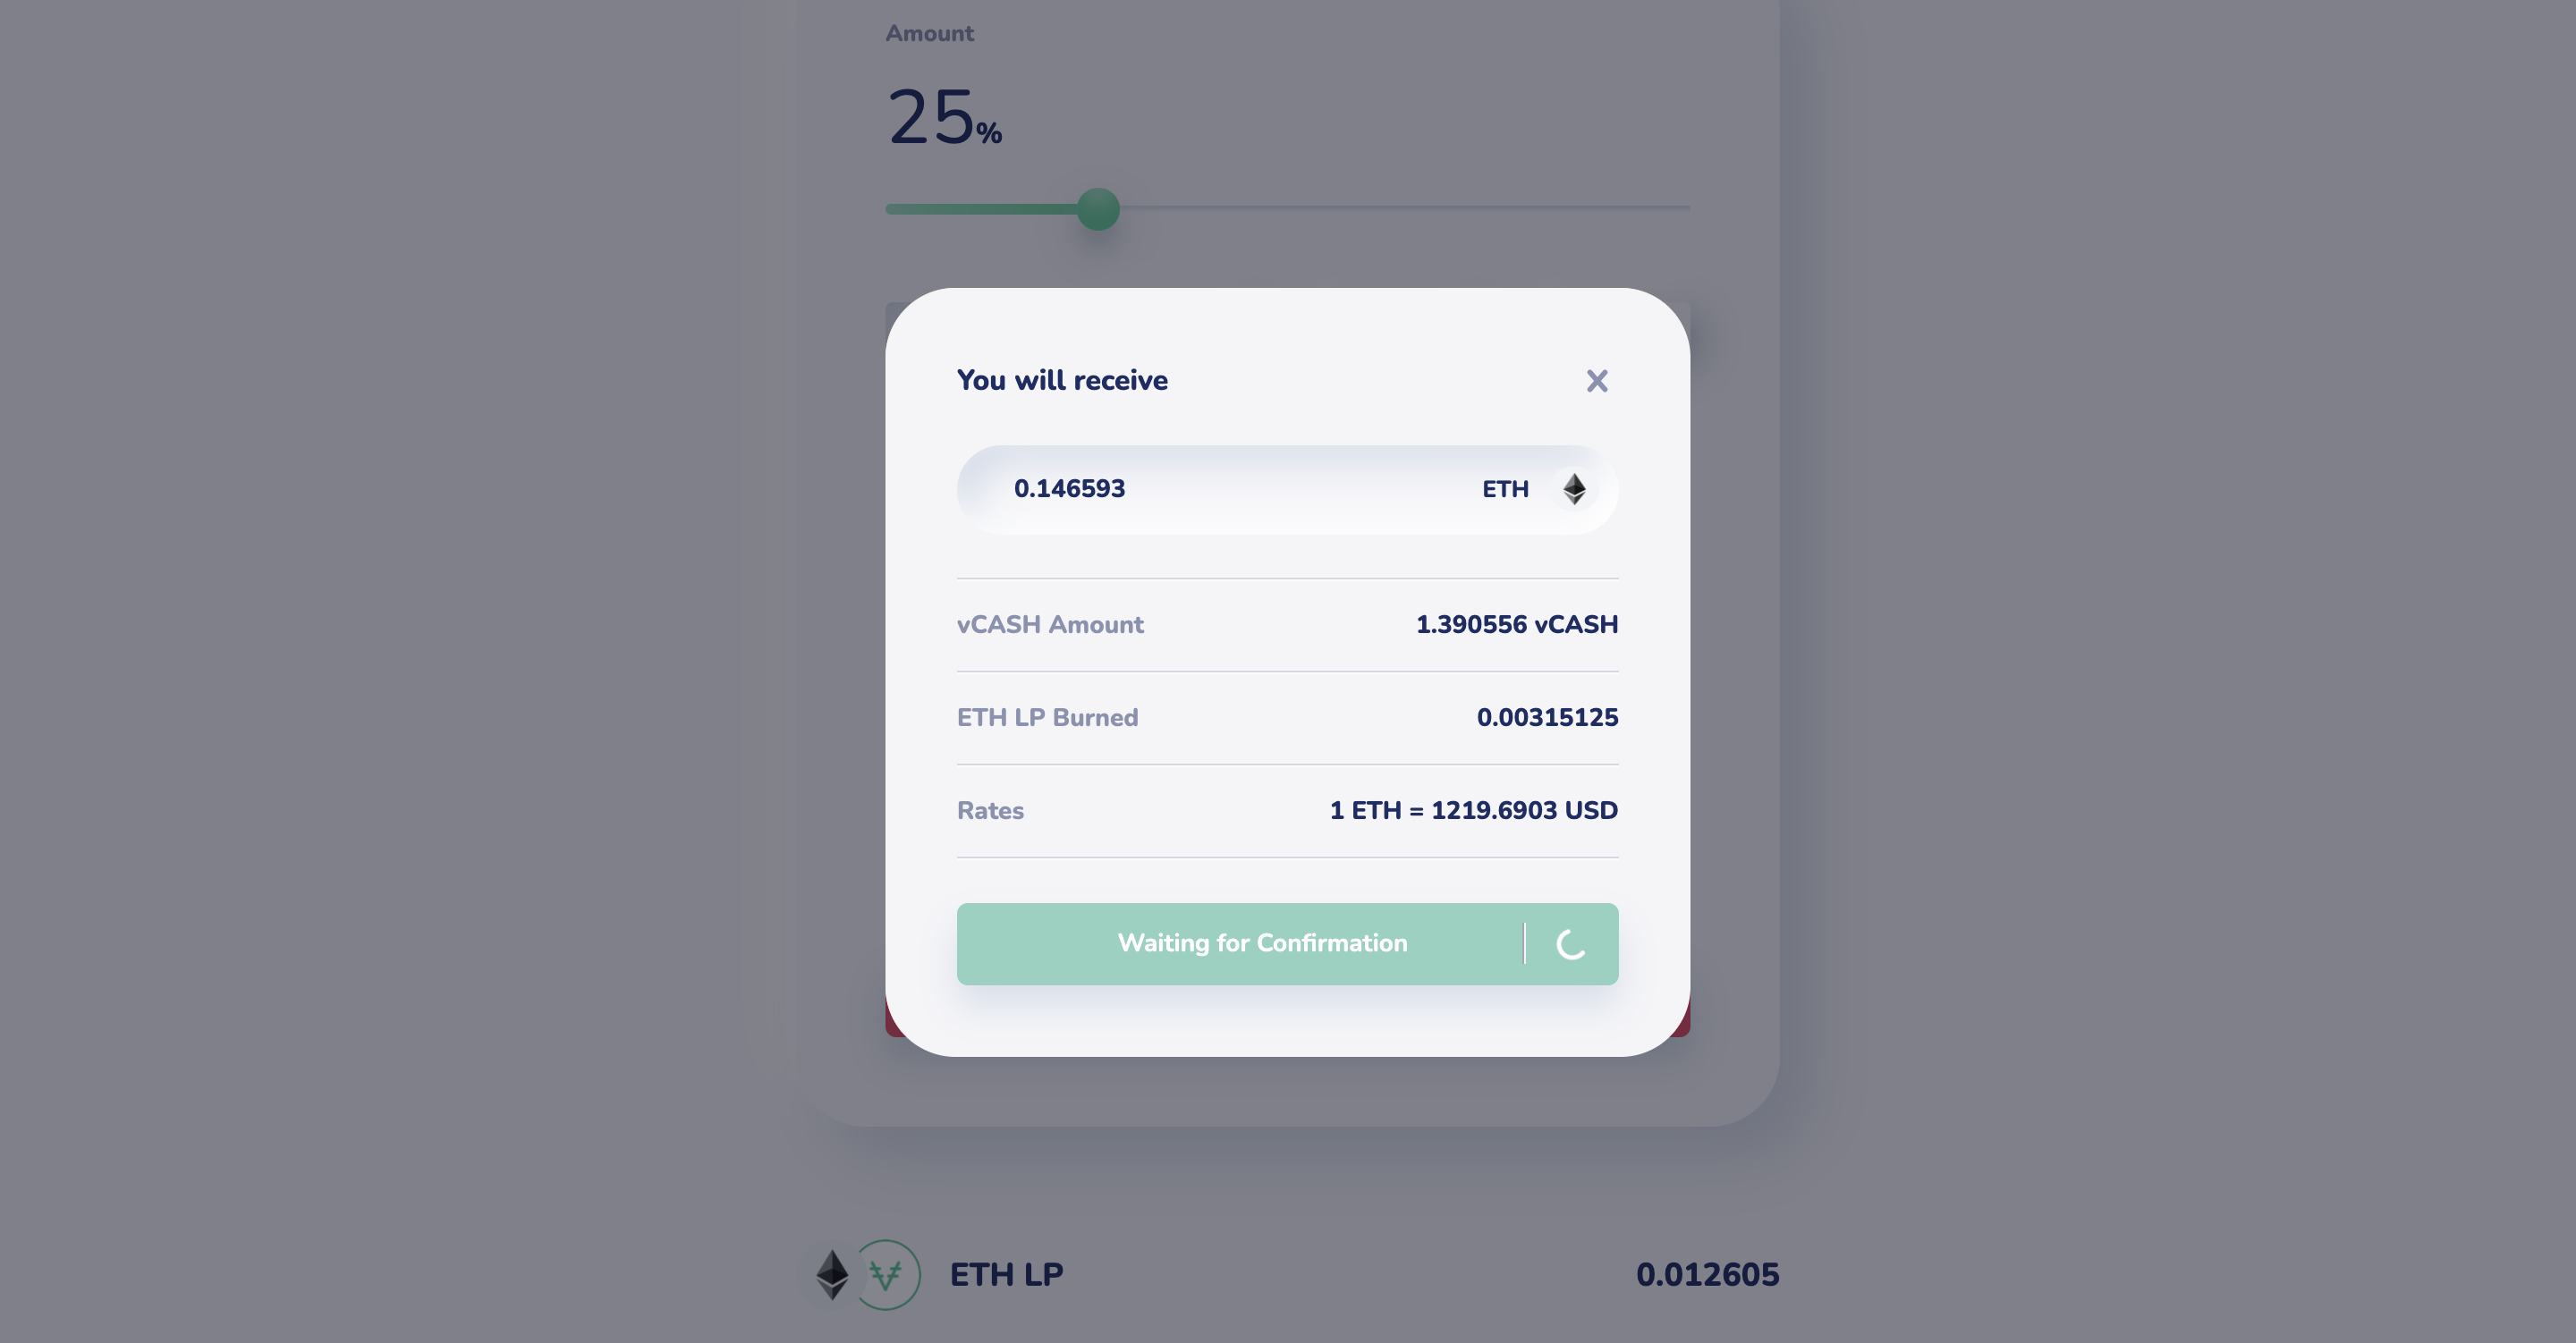 Amount
25%
You will receive
0.146593 ETH
vCASH Amount 1.390556 vCASH
ETH LP Burned 0.00315125
Rates 1 ETH = 1219.6903 USD
Waiting for Confirmation
ETH LP 0.012605